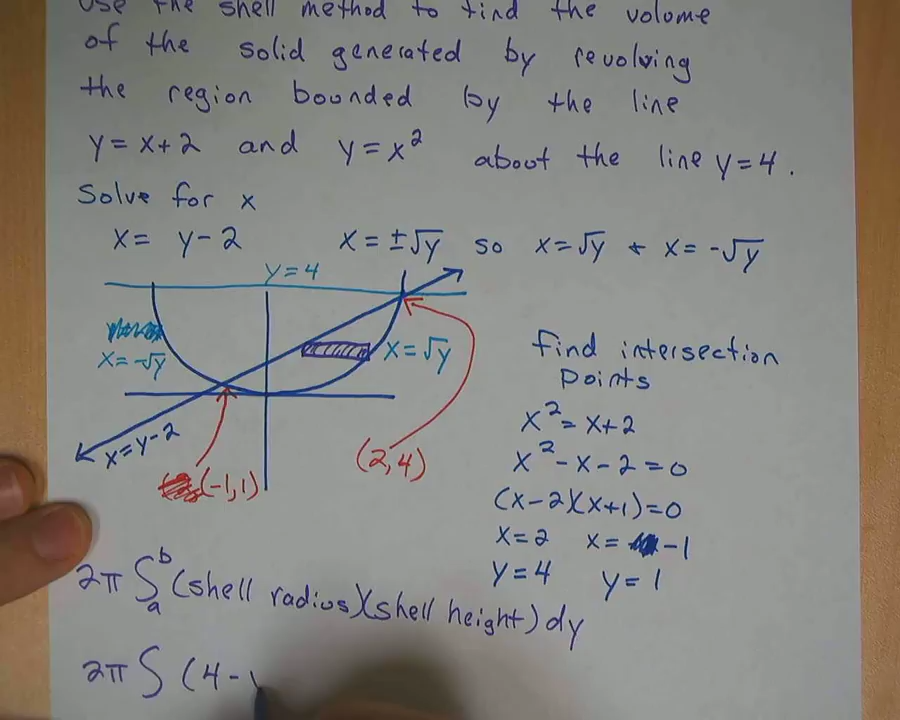 use the shell method to find the volume
of the solid generated by revolving
the region bounded by the line
y = x+2 and y = x² about the line y=4.
Solve for x
x = y-2 x = ±√y so x=√y + x=-√y
y=4
x=-√y
x=√y
x=y-2
(-1,1)
(2,4)
find intersection
points
x² = x+2
x²-x-2=0
(x-2)(x+1)=0
x=2 x= -1
y=4 y=1
2π ∫ₐᵇ (shell radius)(shell height) dy
2π ∫ (4-